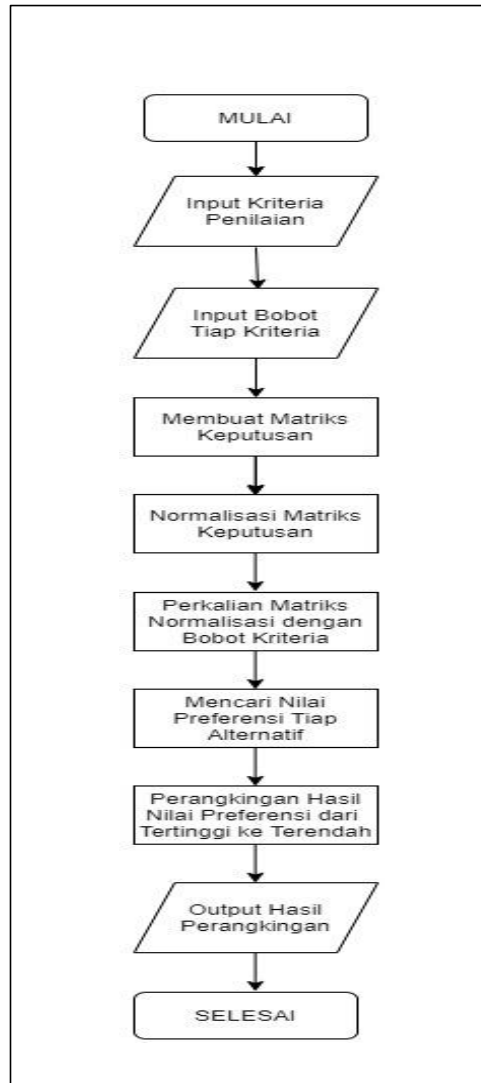 MULAI
Input Kriteria
Penilaian
Input Bobot
Tiap Kriteria
Membuat Matriks
Keputusan
Normalisasi Matriks
Keputusan
Perkalian Matriks
Normalisasi dengan
Bobot Kriteria
Mencari Nilai
Preferensi Tiap
Alternatif
Perangkingan Hasil
Nilai Preferensi dari
Tertinggi ke Terendah
Output Hasil
Perangkingan
SELESAI